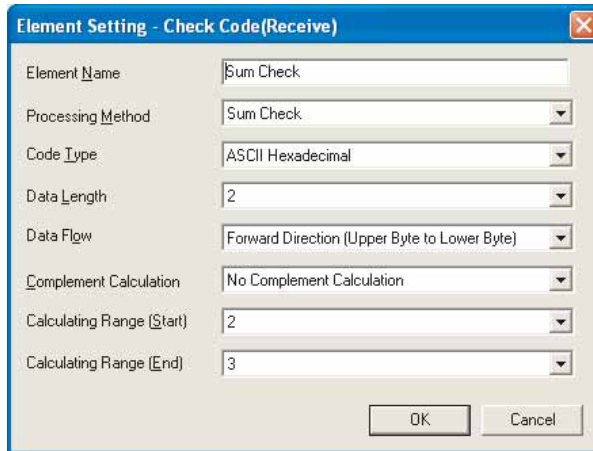 Element Setting - Check Code(Receive)
Element Name Sum Check
Processing Method Sum Check
Code Type ASCII Hexadecimal
Data Length 2
Data Flow Forward Direction (Upper Byte to Lower Byte)
Complement Calculation No Complement Calculation
Calculating Range (Start) 2
Calculating Range (End) 3
OK Cancel